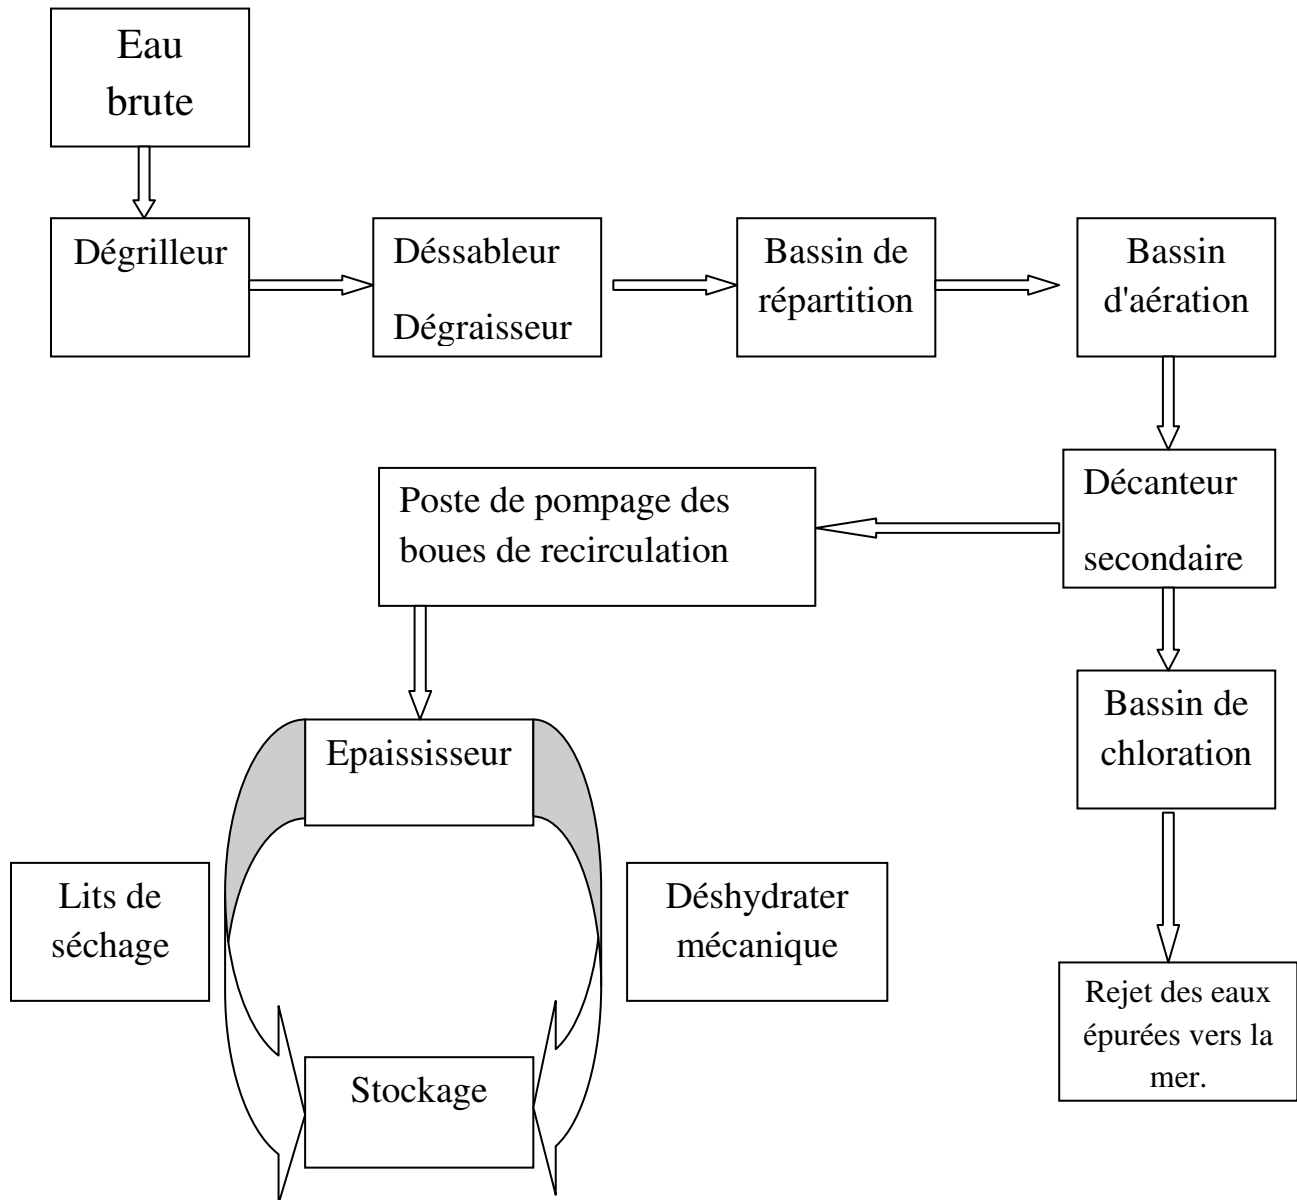 Eau
brute
Dégrilleur
Déssableur
Dégraisseur
Bassin de
répartition
Bassin
d'aération
Poste de pompage des
boues de recirculation
Décanteur
secondaire
Bassin de
chloration
Epaississeur
Lits de
séchage
Déshydrater
mécanique
Rejet des eaux
épurées vers la
mer.
Stockage